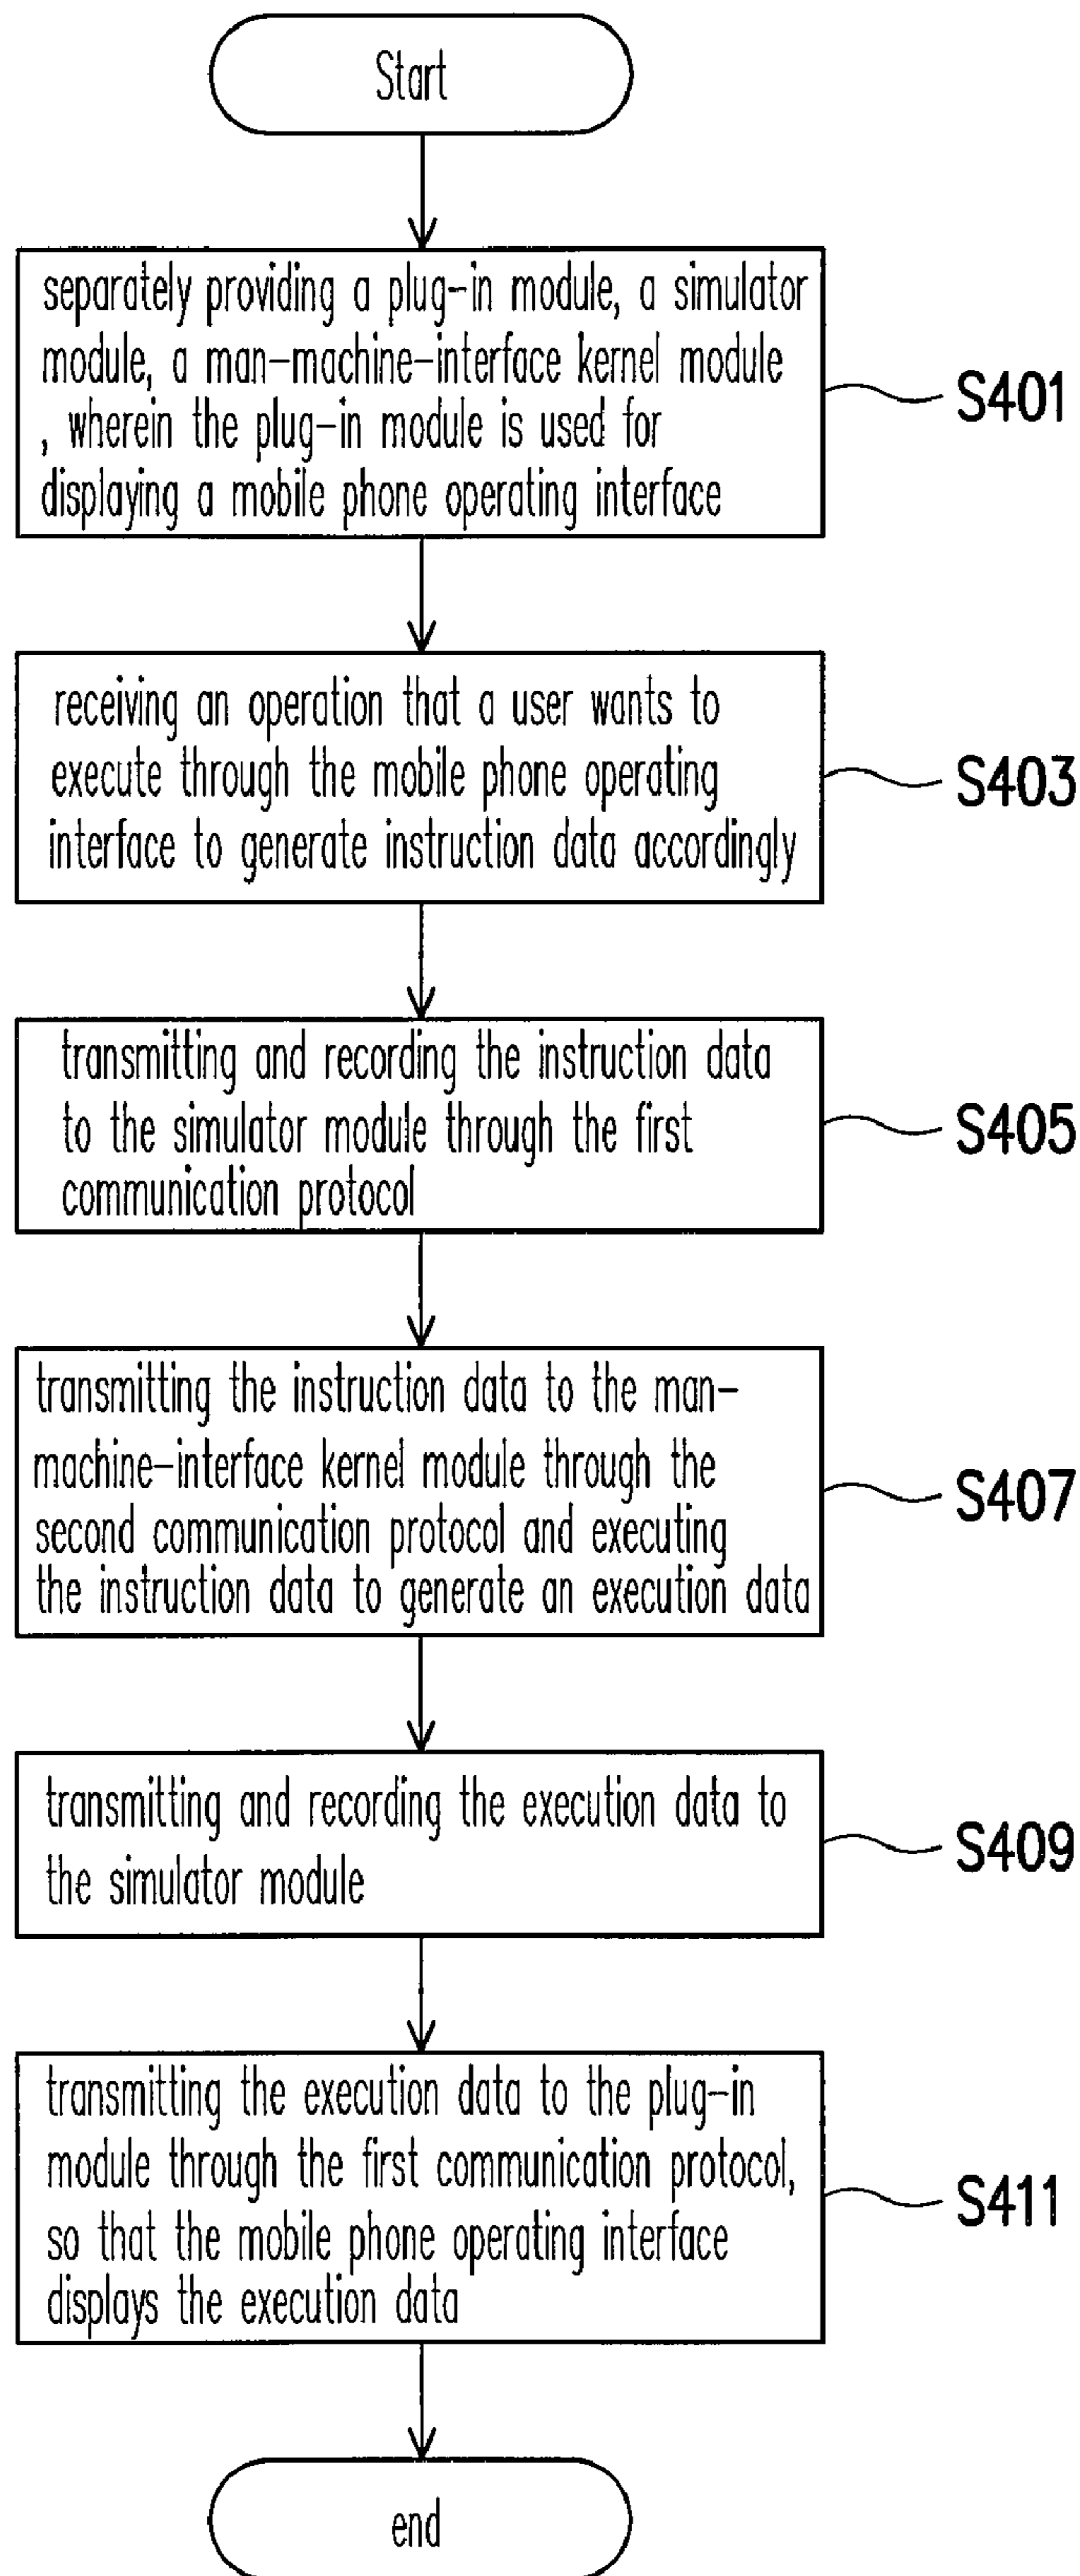 Start
separately providing a plug-in module, a simulator
module, a man-machine-interface kernel module
, wherein the plug-in module is used for
displaying a mobile phone operating interface
S401
receiving an operation that a user wants to
execute through the mobile phone operating
interface to generate instruction data accordingly
S403
transmitting and recording the instruction data
to the simulator module through the first
communication protocol
S405
transmitting the instruction data to the man-
machine-interface kernel module through the
second communication protocol and executing
the instruction data to generate an execution data
S407
transmitting and recording the execution data to
the simulator module
S409
transmitting the execution data to the plug-in
module through the first communication protocol,
so that the mobile phone operating interface
displays the execution data
S411
end